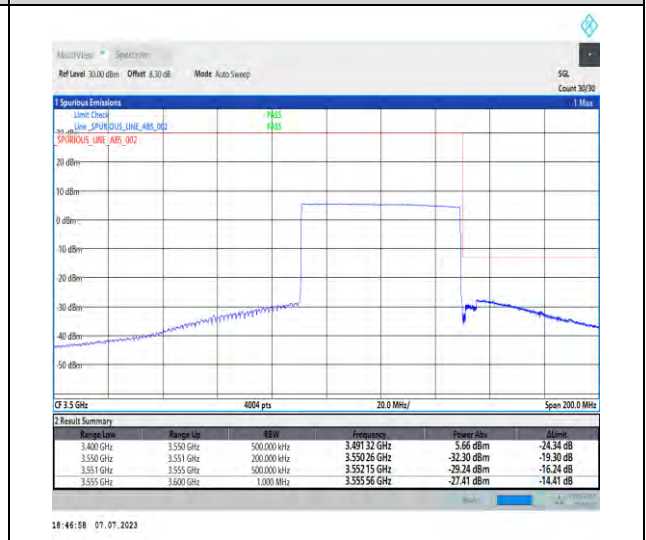 MultiView Spectrum
Ref Level 30.00 dBm Offset 8.30 dB Mode Auto Sweep SGL
Count 30/30
1 Spurious Emissions 1 Max
Limit Check PASS
Line _SPURIOUS_LINE_ABS_002 PASS
_SPURIOUS_LINE_ABS_002
20 dBm
10 dBm
0 dBm
-10 dBm
-20 dBm
-30 dBm
-40 dBm
-50 dBm
CF 3.5 GHz 4004 pts 20.0 MHz/ Span 200.0 MHz
2 Result Summary
Range Low Range Up RBW Frequency Power Abs ΔLimit
3.400 GHz 3.550 GHz 500.000 kHz 3.491 32 GHz 5.66 dBm -24.34 dB
3.550 GHz 3.551 GHz 200.000 kHz 3.550 26 GHz -32.30 dBm -19.30 dB
3.551 GHz 3.555 GHz 500.000 kHz 3.552 15 GHz -29.24 dBm -16.24 dB
3.555 GHz 3.600 GHz 1.000 MHz 3.555 56 GHz -27.41 dBm -14.41 dB
18:46:58 07.07.2023